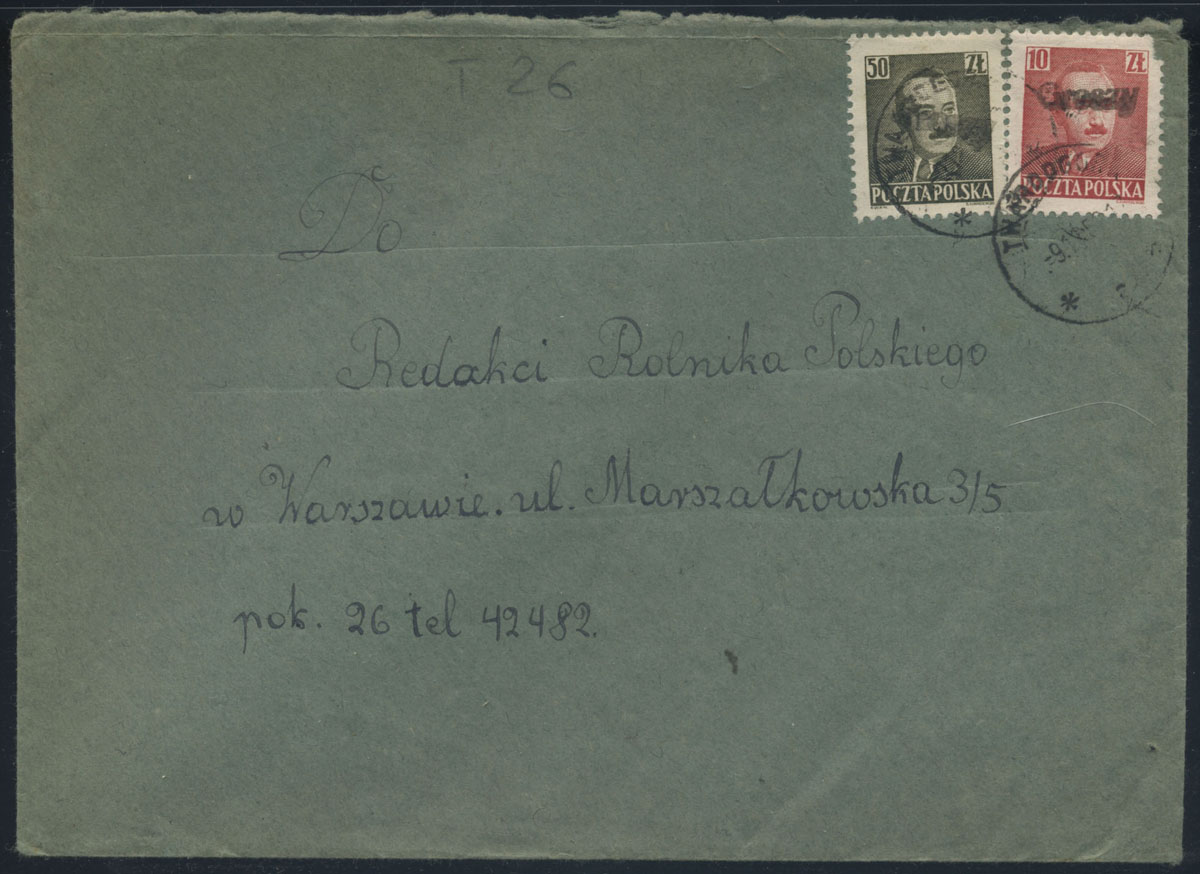 T 26
50 ZŁ
POCZTA POLSKA
10 ZŁ
Groszy
POCZTA POLSKA
Do
Redakci Rolnika Polskiego
w Warszawie. ul. Marszałkowska 3/5
pok. 26 tel 42482.